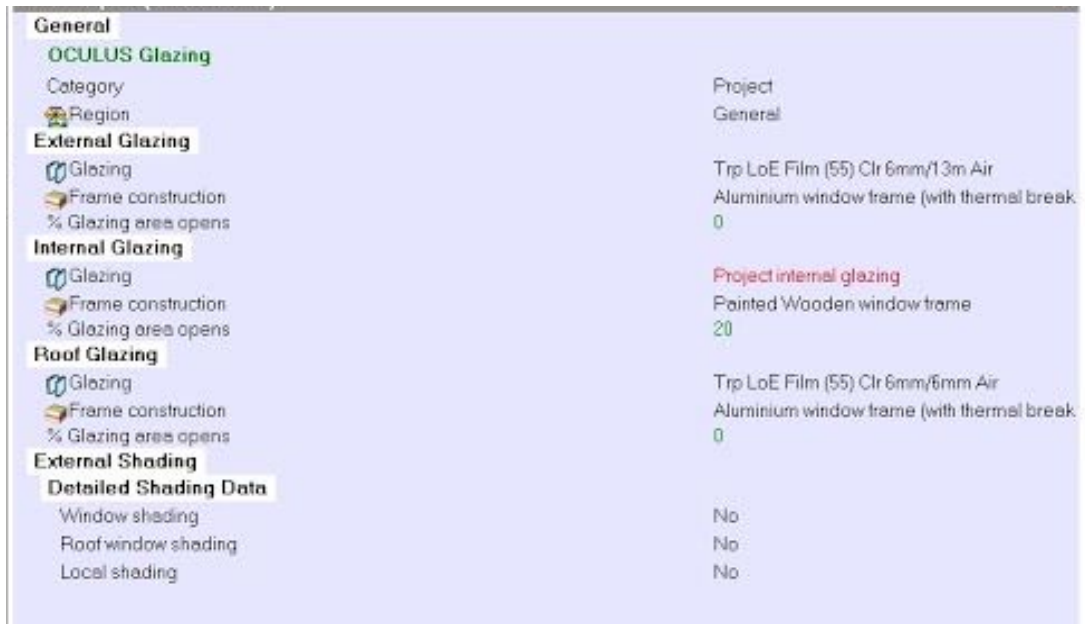 General
OCULUS Glazing
Category Project
Region General
External Glazing
Glazing Trp LoE Film (55) Clr 6mm/13m Air
Frame construction Aluminium window frame (with thermal break
% Glazing area opens 0
Internal Glazing
Glazing Project internal glazing
Frame construction Painted Wooden window frame
% Glazing area opens 20
Roof Glazing
Glazing Trp LoE Film (55) Clr 6mm/6mm Air
Frame construction Aluminium window frame (with thermal break
% Glazing area opens 0
External Shading
Detailed Shading Data
Window shading No
Roof window shading No
Local shading No